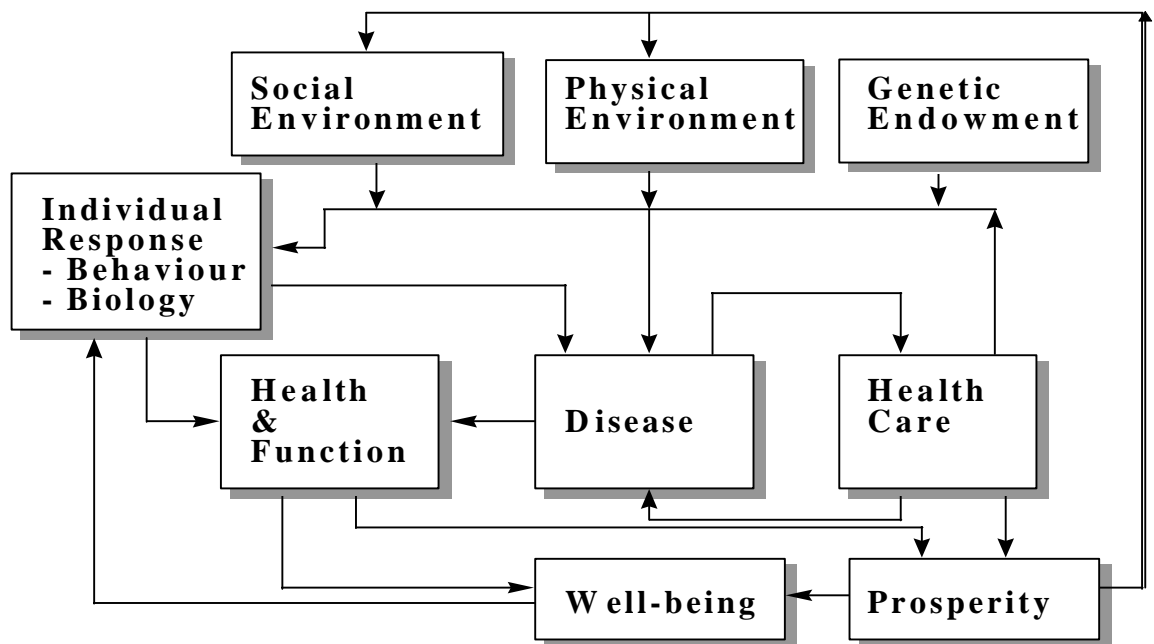 Social
Environment
Physical
Environment
Genetic
Endowment
Individual
Response
- Behaviour
- Biology
Health
&
Function
Disease
Health
Care
Well-being
Prosperity